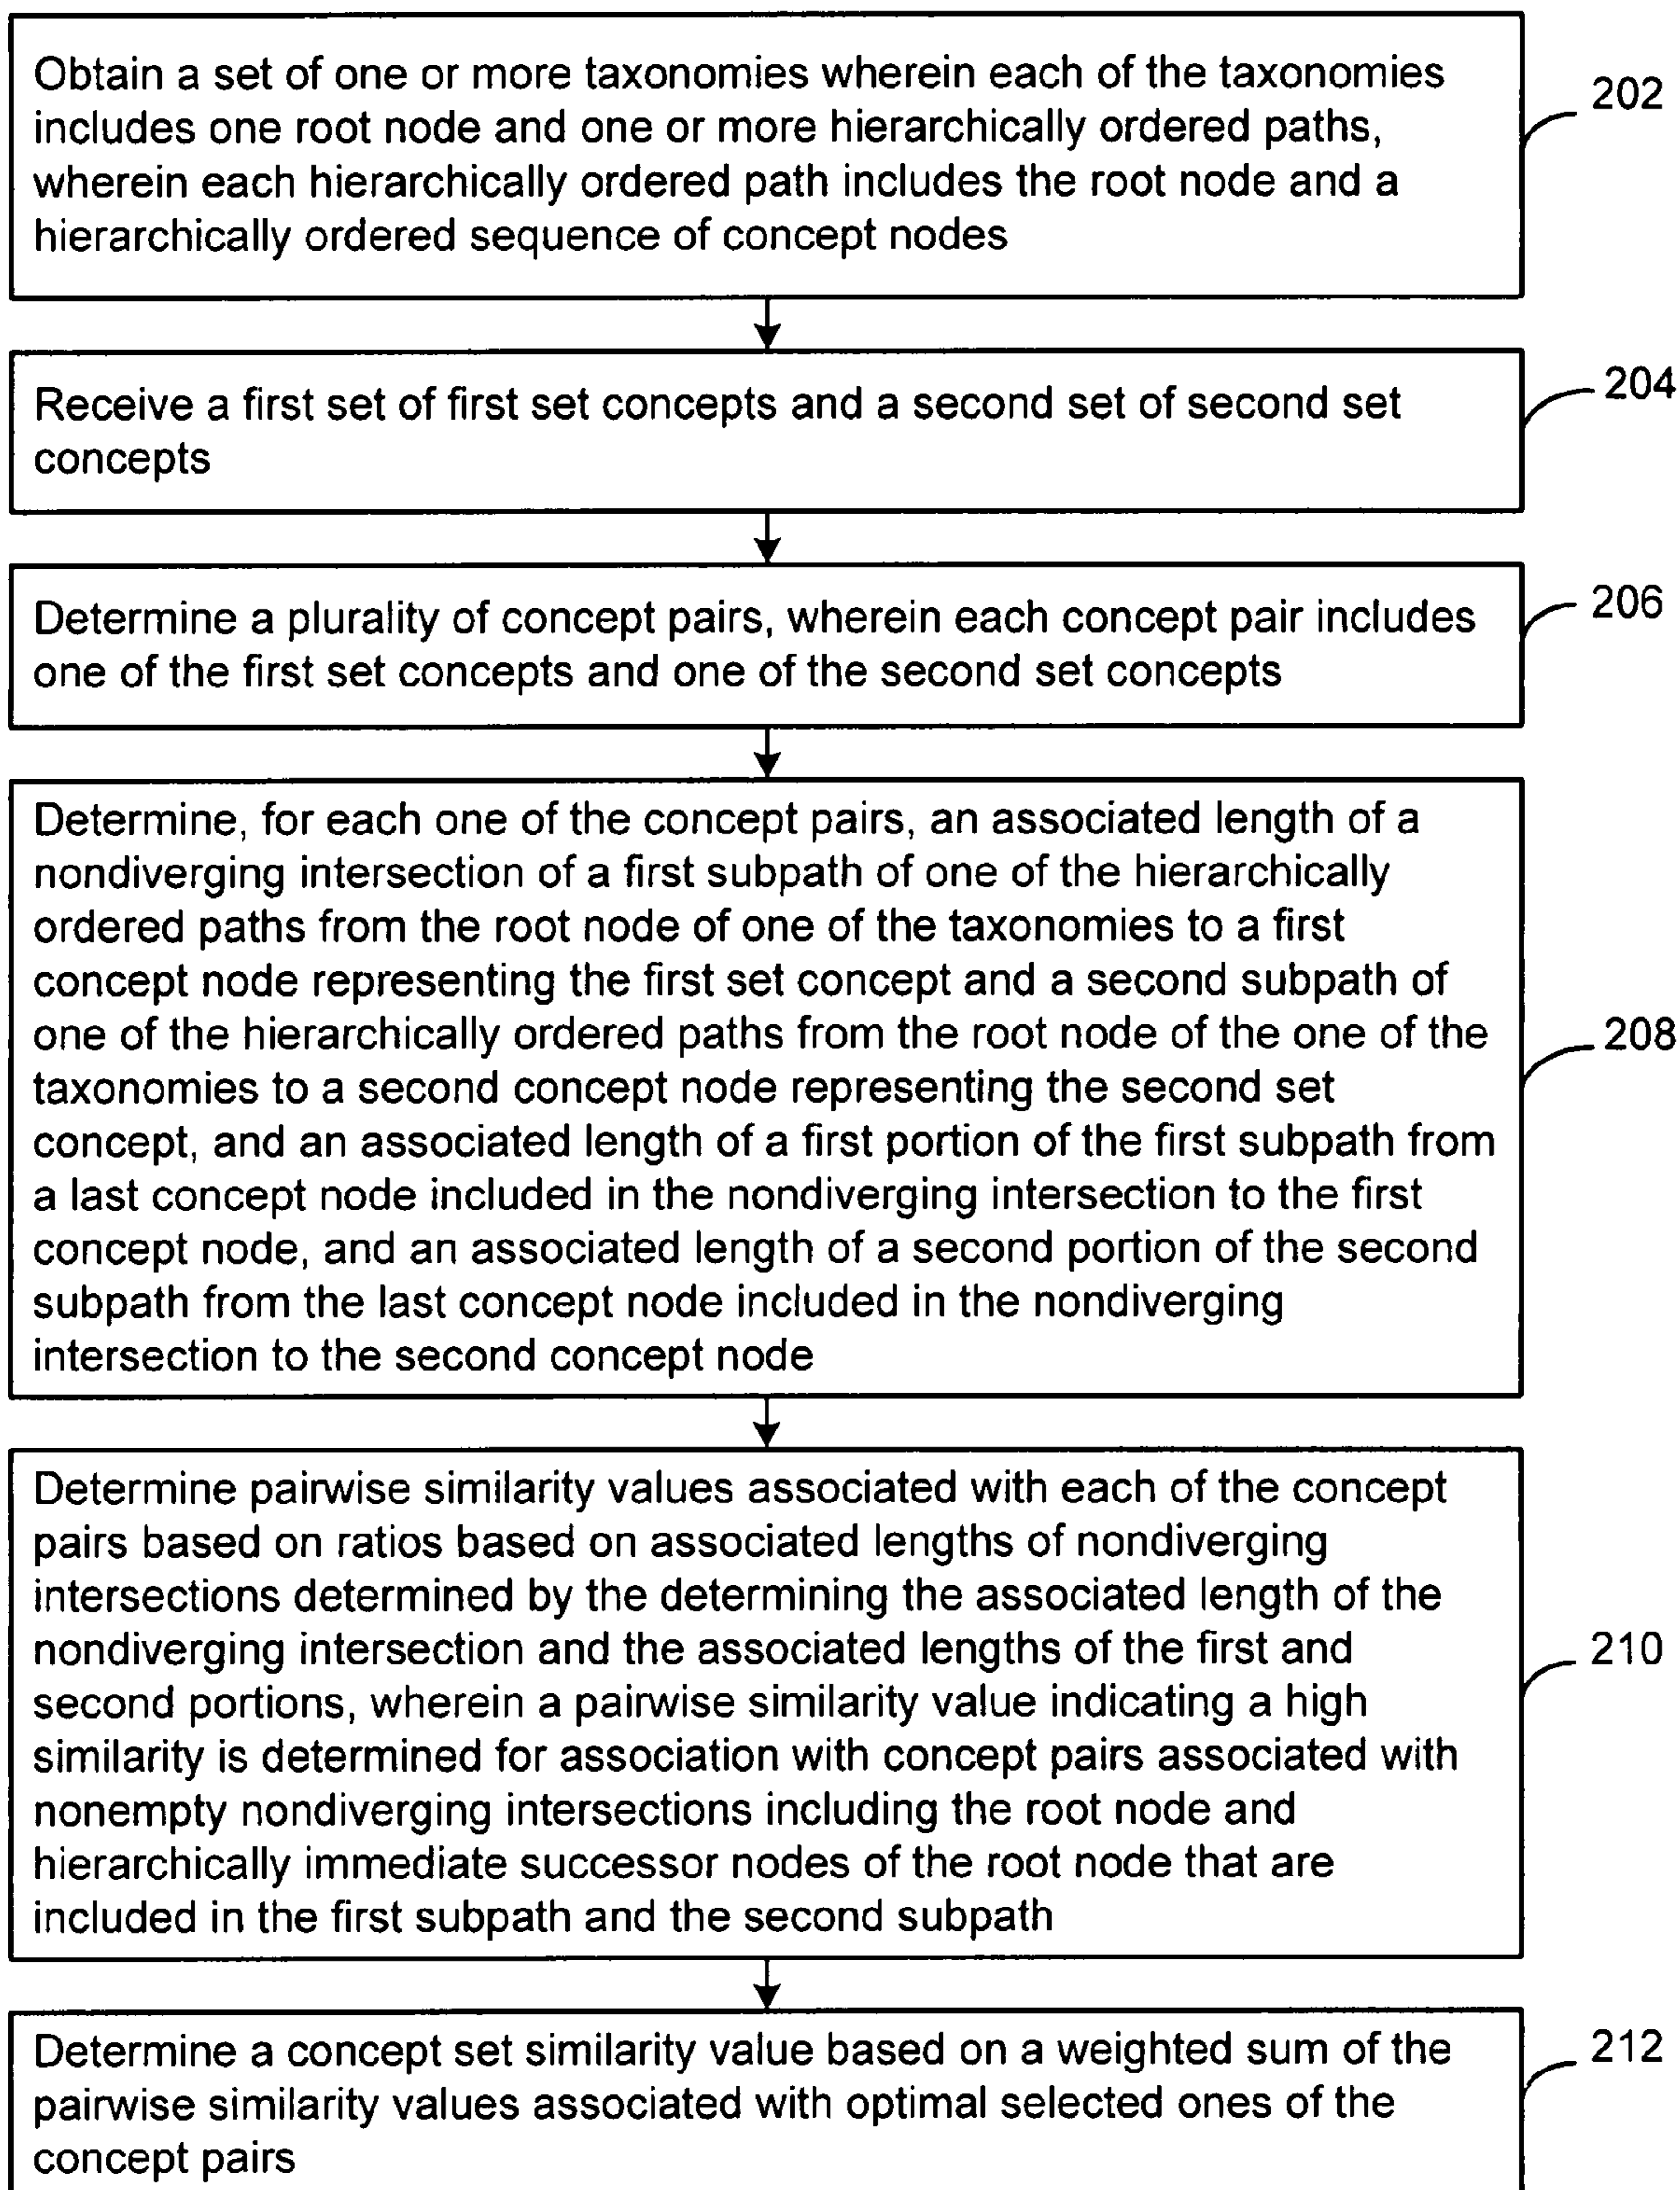 Obtain a set of one or more taxonomies wherein each of the taxonomies
includes one root node and one or more hierarchically ordered paths,
wherein each hierarchically ordered path includes the root node and a
hierarchically ordered sequence of concept nodes
202
Receive a first set of first set concepts and a second set of second set
concepts
204
Determine a plurality of concept pairs, wherein each concept pair includes
one of the first set concepts and one of the second set concepts
206
Determine, for each one of the concept pairs, an associated length of a
nondiverging intersection of a first subpath of one of the hierarchically
ordered paths from the root node of one of the taxonomies to a first
concept node representing the first set concept and a second subpath of
one of the hierarchically ordered paths from the root node of the one of the
taxonomies to a second concept node representing the second set
concept, and an associated length of a first portion of the first subpath from
a last concept node included in the nondiverging intersection to the first
concept node, and an associated length of a second portion of the second
subpath from the last concept node included in the nondiverging
intersection to the second concept node
208
Determine pairwise similarity values associated with each of the concept
pairs based on ratios based on associated lengths of nondiverging
intersections determined by the determining the associated length of the
nondiverging intersection and the associated lengths of the first and
second portions, wherein a pairwise similarity value indicating a high
similarity is determined for association with concept pairs associated with
nonempty nondiverging intersections including the root node and
hierarchically immediate successor nodes of the root node that are
included in the first subpath and the second subpath
210
Determine a concept set similarity value based on a weighted sum of the
pairwise similarity values associated with optimal selected ones of the
concept pairs
212